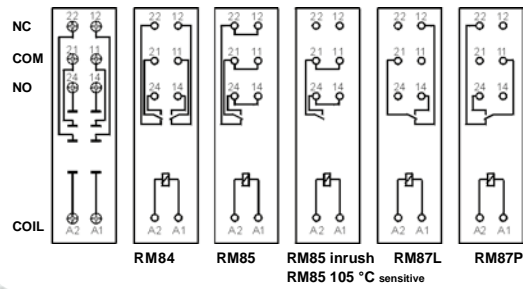 NC 22 12 22 12 22 12 22 12 22 12 22 12
COM 21 11 21 11 21 11 21 11 21 11 21 11
NO 24 14 24 14 24 14 24 14 24 14 24 14
COIL A2 A1 A2 A1 A2 A1 A2 A1 A2 A1 A2 A1
RM84 RM85 RM85 inrush RM87L RM87P
RM85 105 °C sensitive